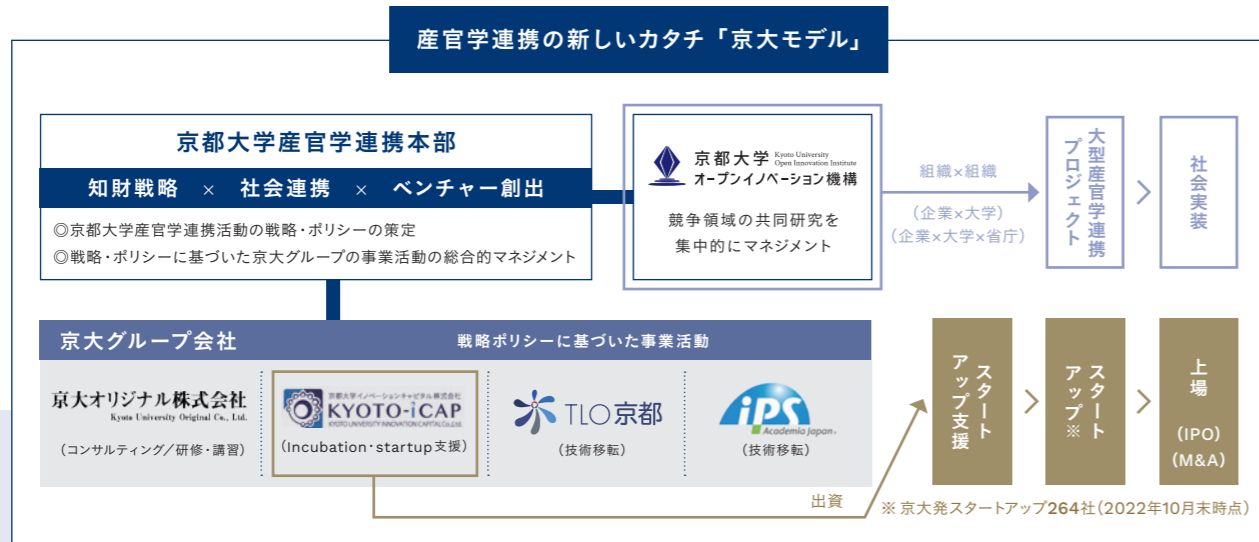 産官学連携の新しいカタチ「京大モデル」
京都大学産官学連携本部
知財戦略 × 社会連携 × ベンチャー創出
◎京都大学産官学連携活動の戦略・ポリシーの策定
◎戦略・ポリシーに基づいた京大グループの事業活動の総合的マネジメント
京都大学 Kyoto University
Open Innovation Institute
オープンイノベーション機構
競争領域の共同研究を
集中的にマネジメント
組織×組織
(企業×大学)
(企業×大学×省庁)
大型産官学連携
プロジェクト
社会実装
京大グループ会社
戦略ポリシーに基づいた事業活動
京大オリジナル株式会社
Kyoto University Original Co., Ltd.
(コンサルティング/研修・講習)
京都大学イノベーションキャピタル株式会社
KYOTO-iCAP
KYOTO UNIVERSITY INNOVATION CAPITAL Co.,Ltd.
(Incubation・startup支援)
TLO京都
(技術移転)
iPS
Academia Japan.
(技術移転)
出資
スタート
アップ支援
スタート
アップ※
上場
(IPO)
(M&A)
※ 京大発スタートアップ264社(2022年10月末時点)